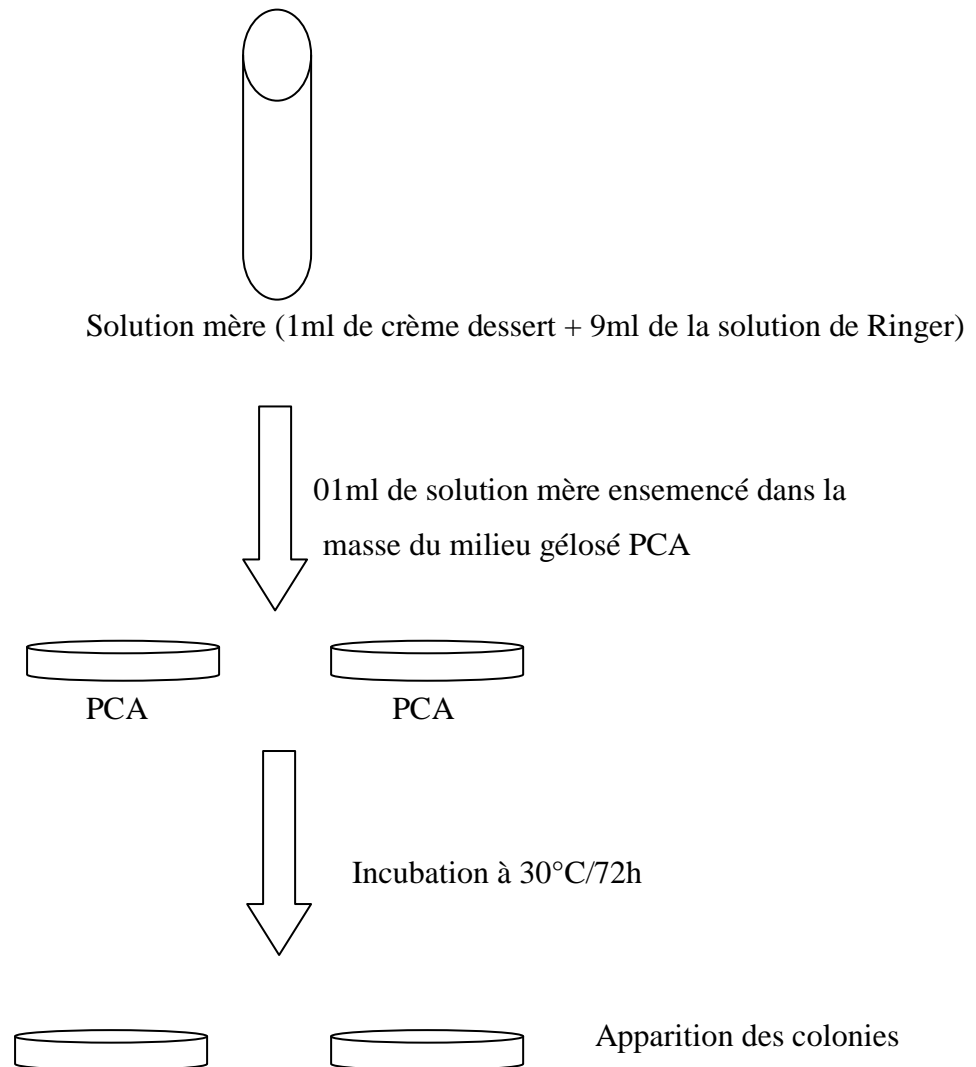 Solution mère (1ml de crème dessert + 9ml de la solution de Ringer)
01ml de solution mère ensemencé dans la
masse du milieu gélosé PCA
PCA PCA
Incubation à 30°C/72h
Apparition des colonies